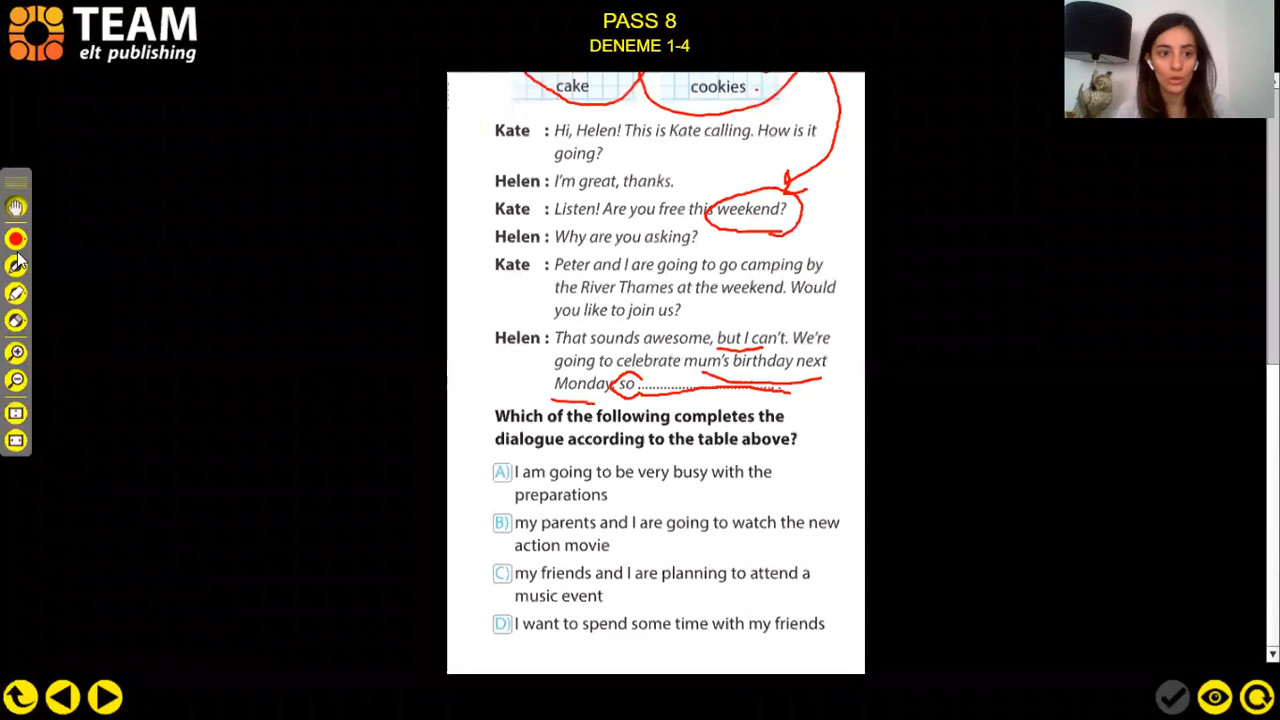 TEAM
elt publishing
PASS 8
DENEME 1-4
cake
cookies
Kate : Hi, Helen! This is Kate calling. How is it
going?
Helen : I'm great, thanks.
Kate : Listen! Are you free this weekend?
Helen : Why are you asking?
Kate : Peter and I are going to go camping by
the River Thames at the weekend. Would
you like to join us?
Helen : That sounds awesome, but I can't. We're
going to celebrate mum's birthday next
Monday, so .................................... .
Which of the following completes the
dialogue according to the table above?
A) I am going to be very busy with the
preparations
B) my parents and I are going to watch the new
action movie
C) my friends and I are planning to attend a
music event
D) I want to spend some time with my friends